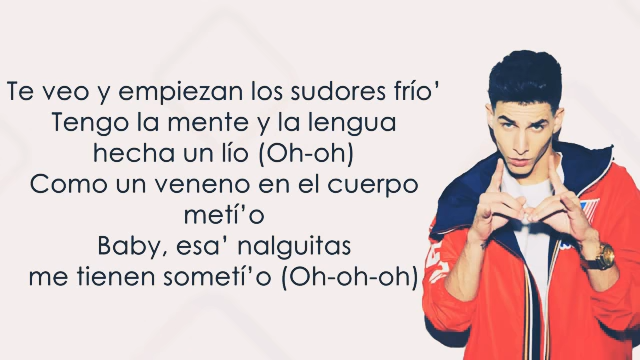 Te veo y empiezan los sudores frío’
Tengo la mente y la lengua
hecha un lío (Oh-oh)
Como un veneno en el cuerpo
metí’o
Baby, esa’ nalguitas
me tienen sometí’o (Oh-oh-oh)